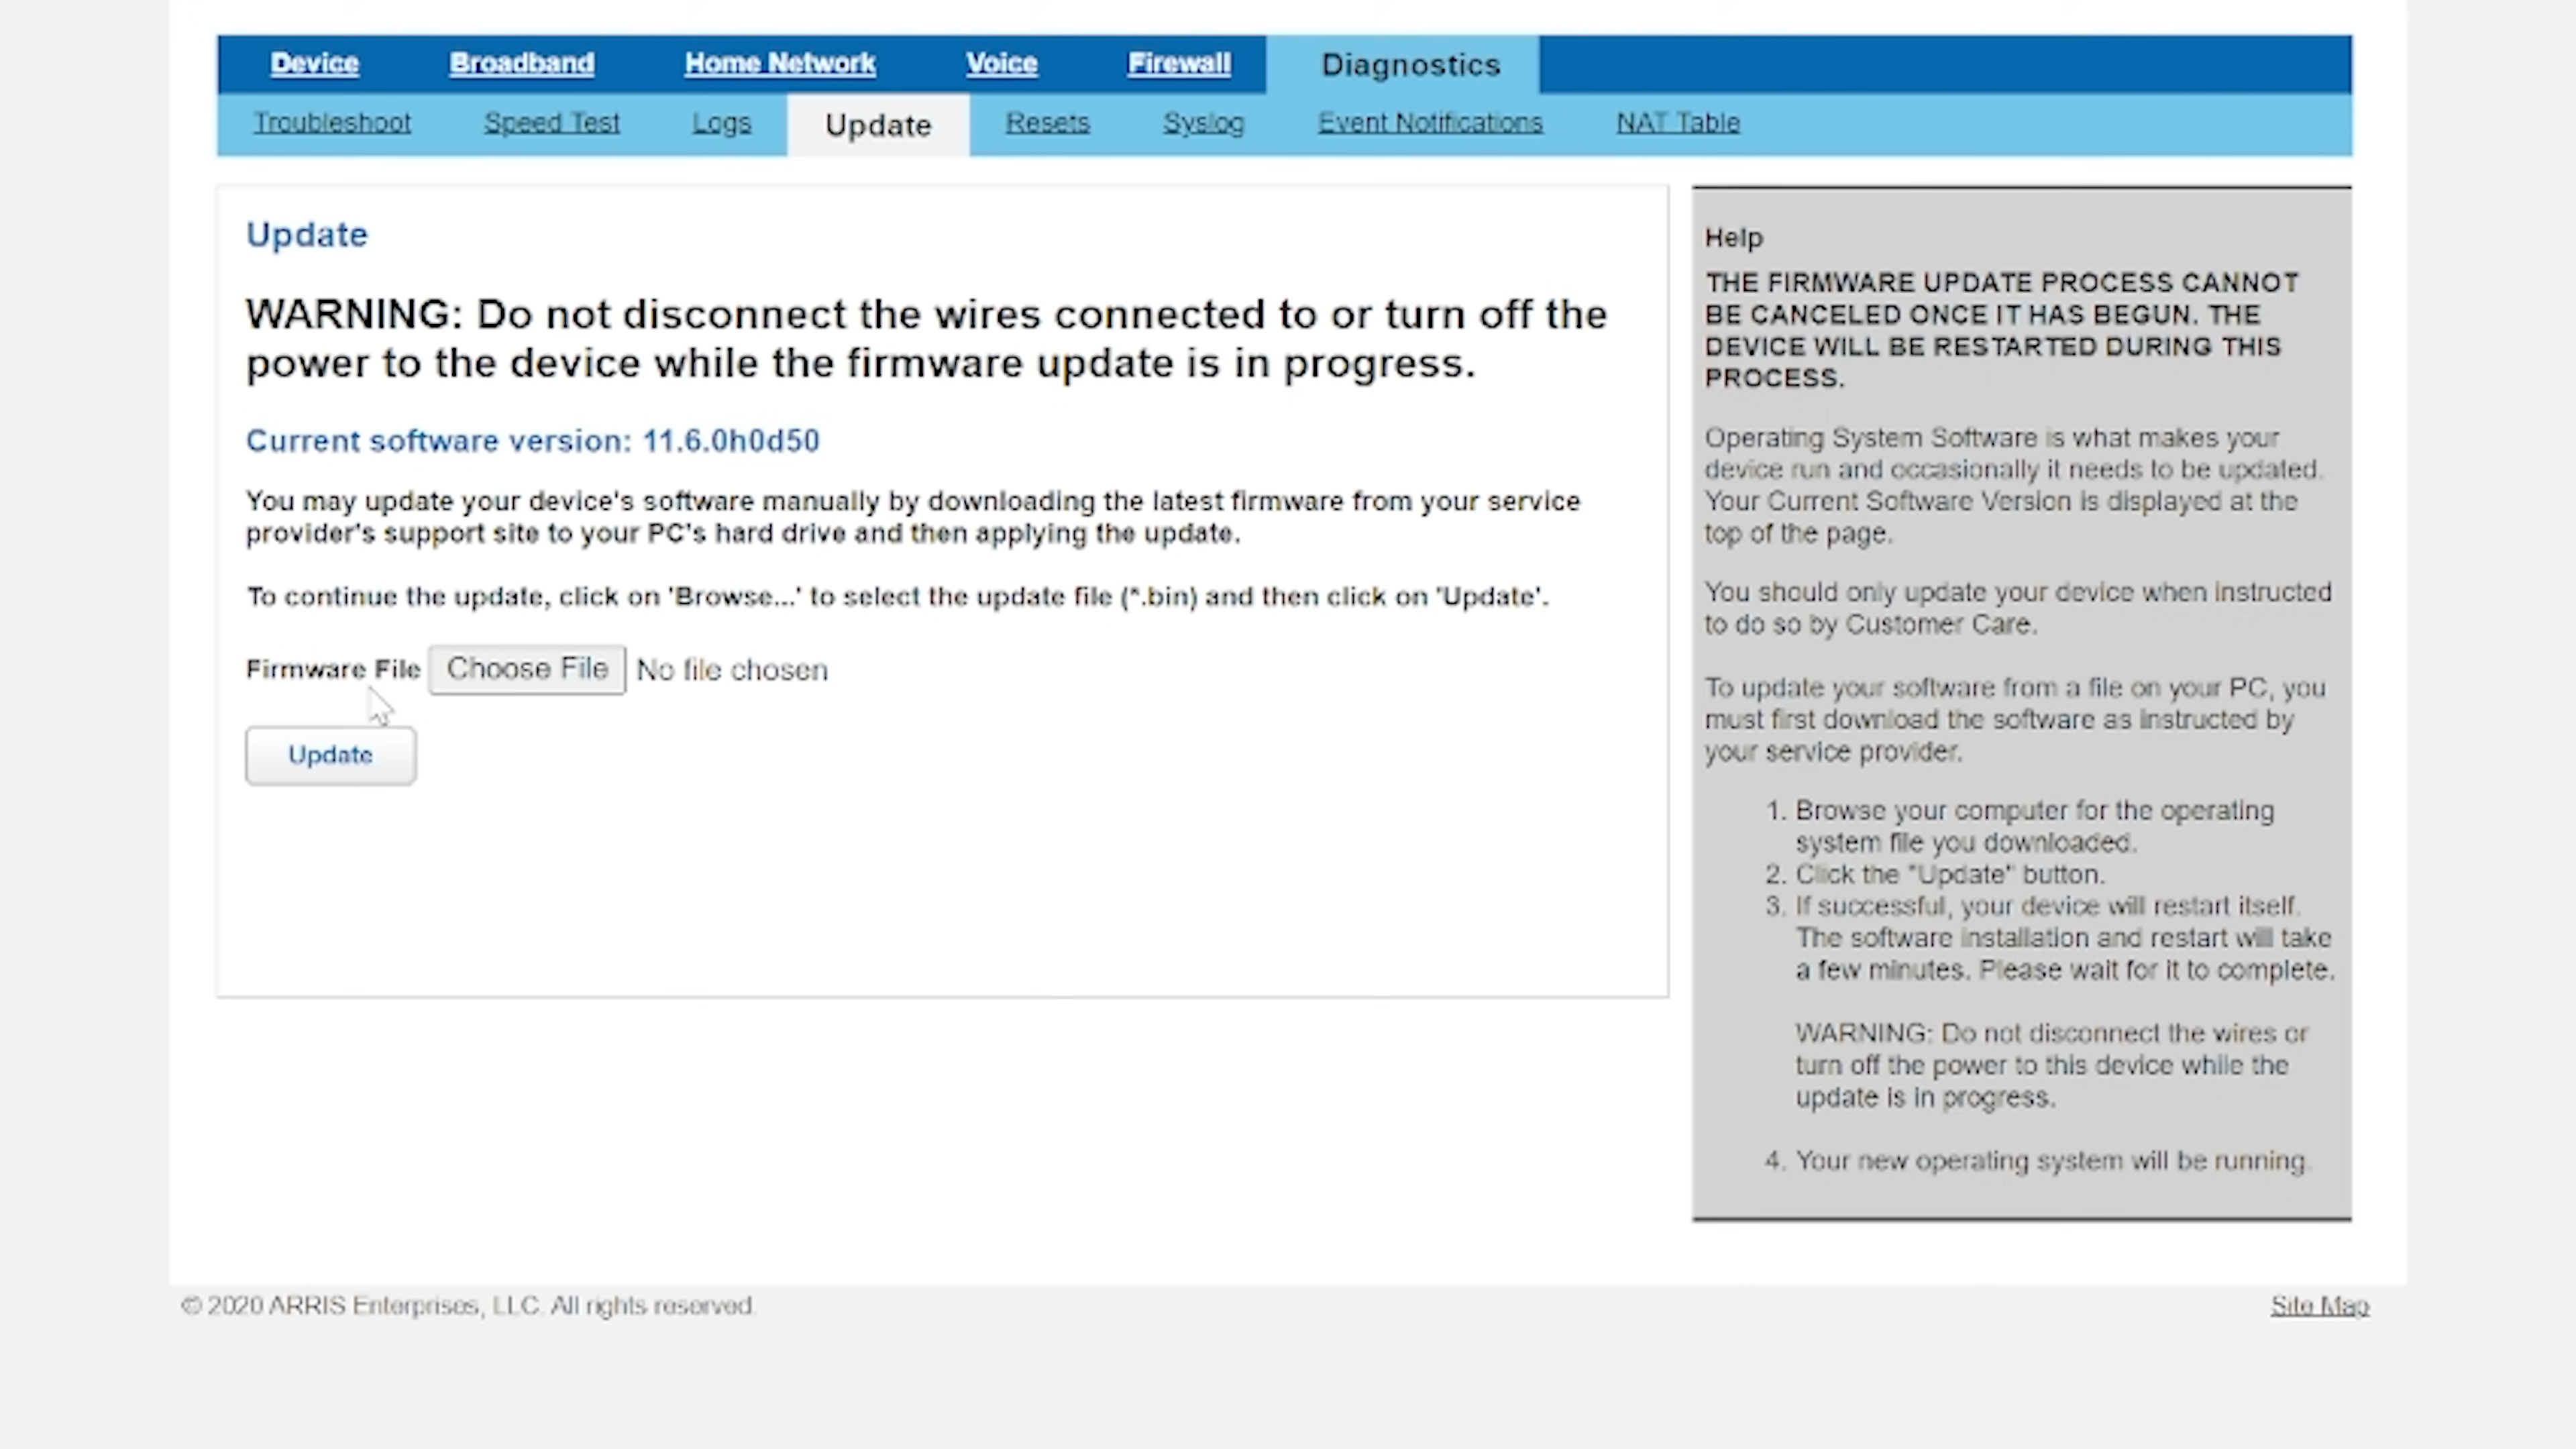 Device Broadband Home Network Voice Firewall Diagnostics
Troubleshoot Speed Test Logs Update Resets Syslog Event Notifications NAT Table
Update
WARNING: Do not disconnect the wires connected to or turn off the
power to the device while the firmware update is in progress.
Current software version: 11.6.0h0d50
You may update your device's software manually by downloading the latest firmware from your service
provider's support site to your PC's hard drive and then applying the update.
To continue the update, click on 'Browse...' to select the update file (*.bin) and then click on 'Update'.
Firmware File Choose File No file chosen
Update
Help
THE FIRMWARE UPDATE PROCESS CANNOT
BE CANCELED ONCE IT HAS BEGUN. THE
DEVICE WILL BE RESTARTED DURING THIS
PROCESS.
Operating System Software is what makes your
device run and occasionally it needs to be updated.
Your Current Software Version is displayed at the
top of the page.
You should only update your device when instructed
to do so by Customer Care.
To update your software from a file on your PC, you
must first download the software as instructed by
your service provider.
1. Browse your computer for the operating
system file you downloaded.
2. Click the "Update" button.
3. If successful, your device will restart itself.
The software installation and restart will take
a few minutes. Please wait for it to complete.
WARNING: Do not disconnect the wires or
turn off the power to this device while the
update is in progress.
4. Your new operating system will be running.
© 2020 ARRIS Enterprises, LLC. All rights reserved.
Site Map